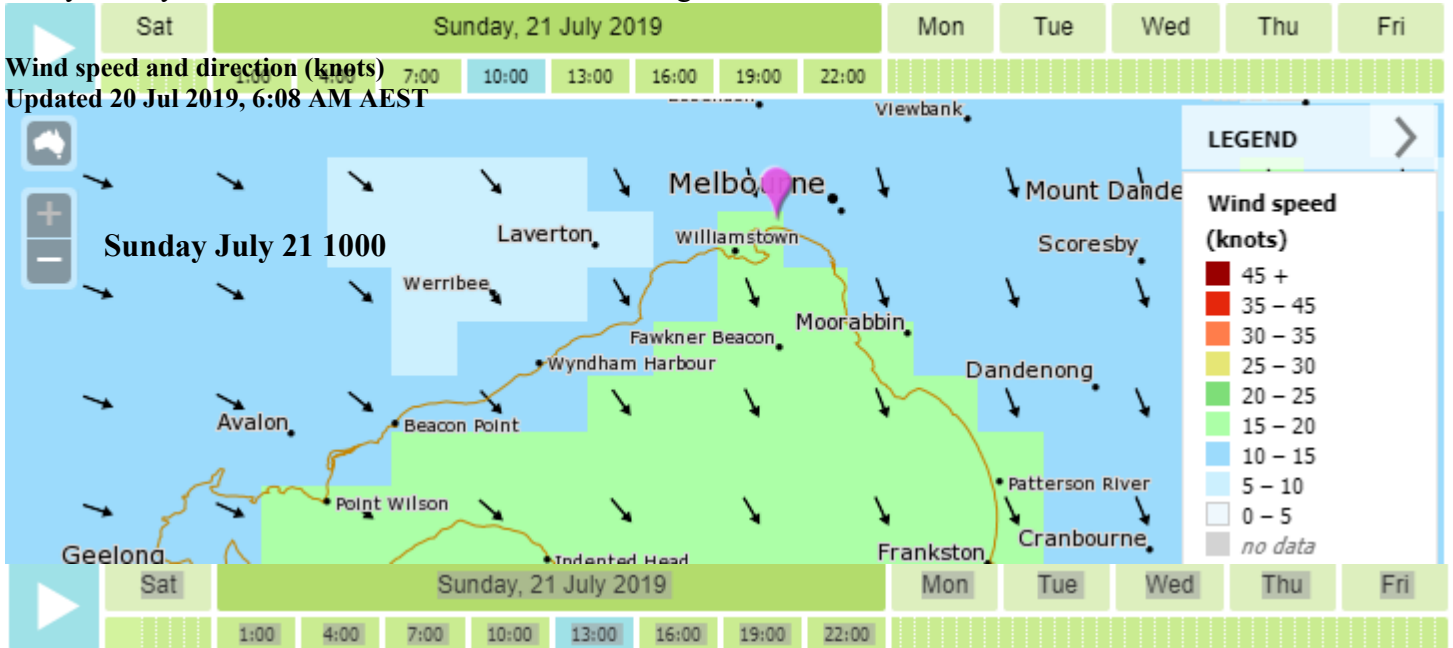 Sat Sunday, 21 July 2019 Mon Tue Wed Thu Fri
Wind speed and direction (knots)
1:00 4:00 7:00 10:00 13:00 16:00 19:00 22:00
Updated 20 Jul 2019, 6:08 AM AEST
Viewbank
LEGEND
Melbourne
Mount Dande
Wind speed
(knots)
Sunday July 21 1000
Laverton
Williamstown
Scoresby
45 +
Werribee
35 – 45
30 – 35
Moorabbin
Fawkner Beacon
25 – 30
Wyndham Harbour
Dandenong
20 – 25
Avalon
Beacon Point
15 – 20
10 – 15
Patterson River
5 – 10
Point Wilson
0 – 5
Cranbourne
no data
Geelong
Indented Head
Frankston
Sat Sunday, 21 July 2019 Mon Tue Wed Thu Fri
1:00 4:00 7:00 10:00 13:00 16:00 19:00 22:00